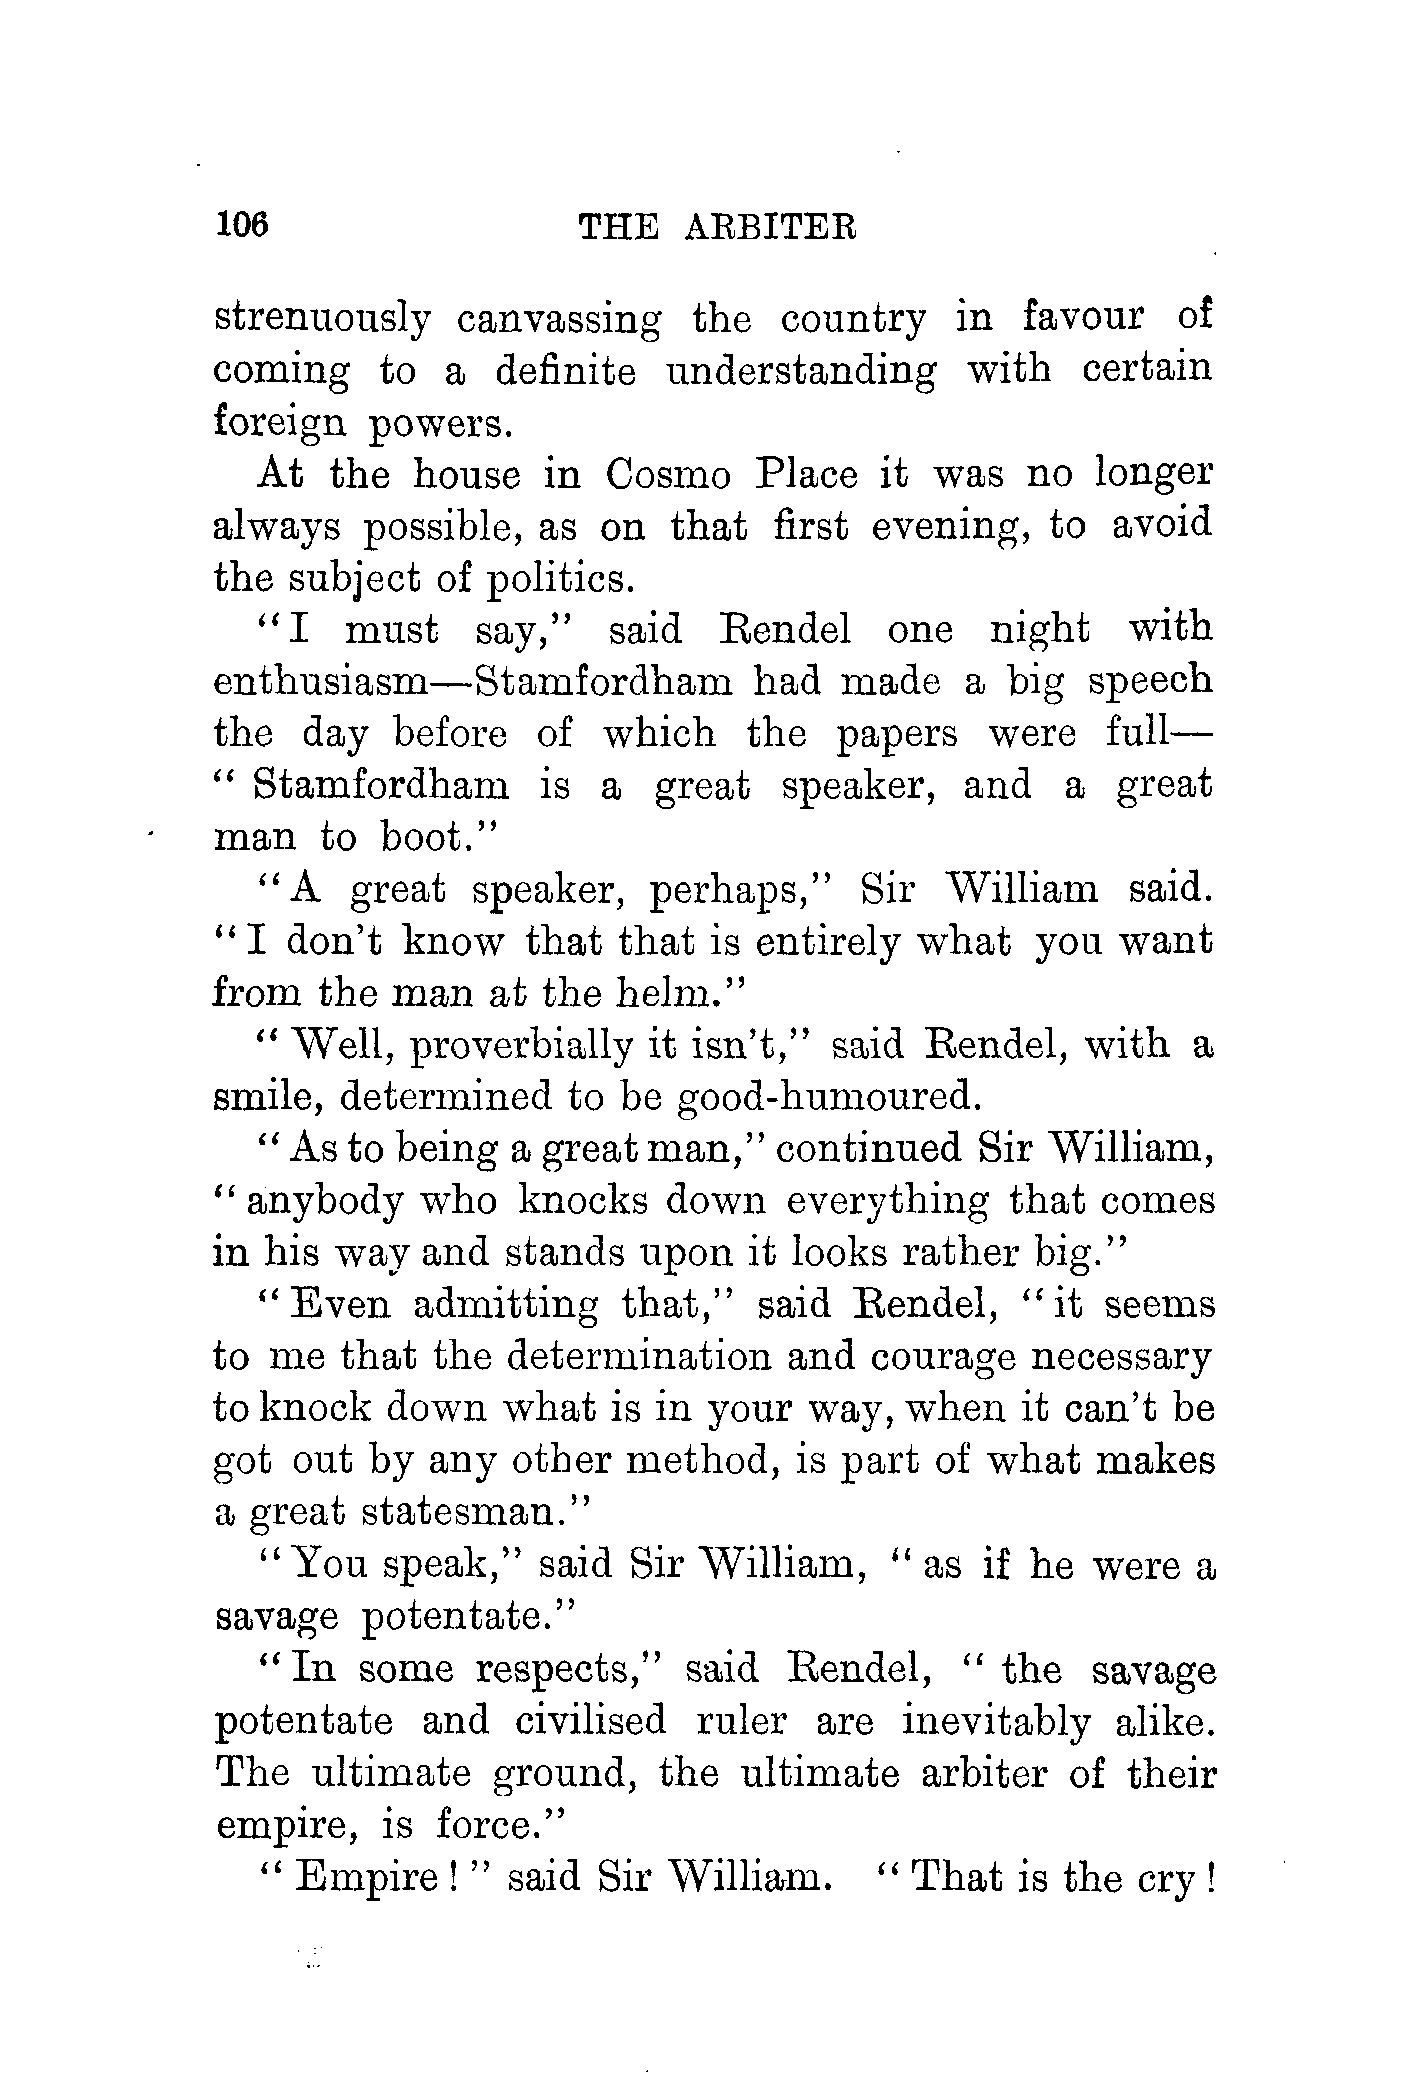 106 THE ARBITER
strenuously canvassing the country in favour of
coming to a definite understanding with certain
foreign powers.
At the house in Cosmo Place it was no longer
always possible, as on that first evening, to avoid
the subject of politics.
“I must say,” said Rendel one night with
enthusiasm—Stamfordham had made a big speech
the day before of which the papers were full—
“Stamfordham is a great speaker, and a great
man to boot.”
“A great speaker, perhaps,” Sir William said.
“I don’t know that that is entirely what you want
from the man at the helm.”
“Well, proverbially it isn’t,” said Rendel, with a
smile, determined to be good-humoured.
“As to being a great man,” continued Sir William,
“anybody who knocks down everything that comes
in his way and stands upon it looks rather big.”
“Even admitting that,” said Rendel, “it seems
to me that the determination and courage necessary
to knock down what is in your way, when it can’t be
got out by any other method, is part of what makes
a great statesman.”
“You speak,” said Sir William, “as if he were a
savage potentate.”
“In some respects,” said Rendel, “the savage
potentate and civilised ruler are inevitably alike.
The ultimate ground, the ultimate arbiter of their
empire, is force.”
“Empire!” said Sir William. “That is the cry!